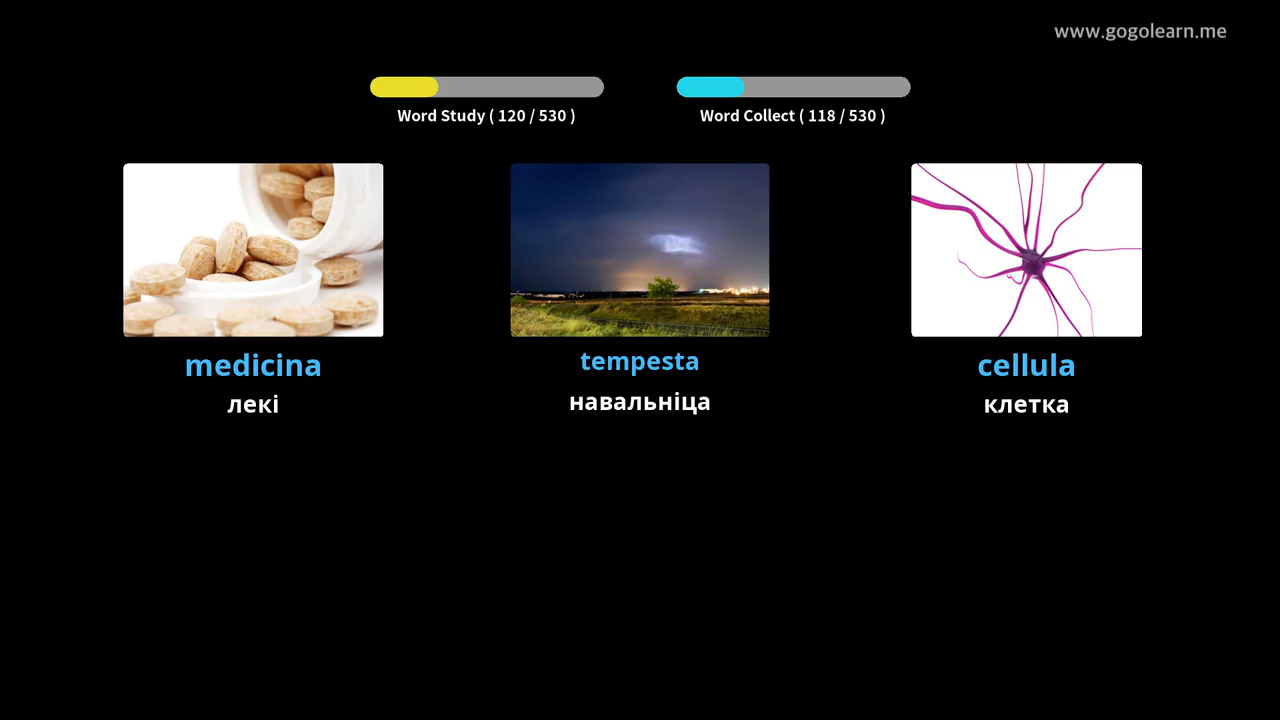 www.gogolearn.me
Word Study ( 120 / 530 )
Word Collect ( 118 / 530 )
medicina
лекі
tempesta
навальніца
cellula
клетка